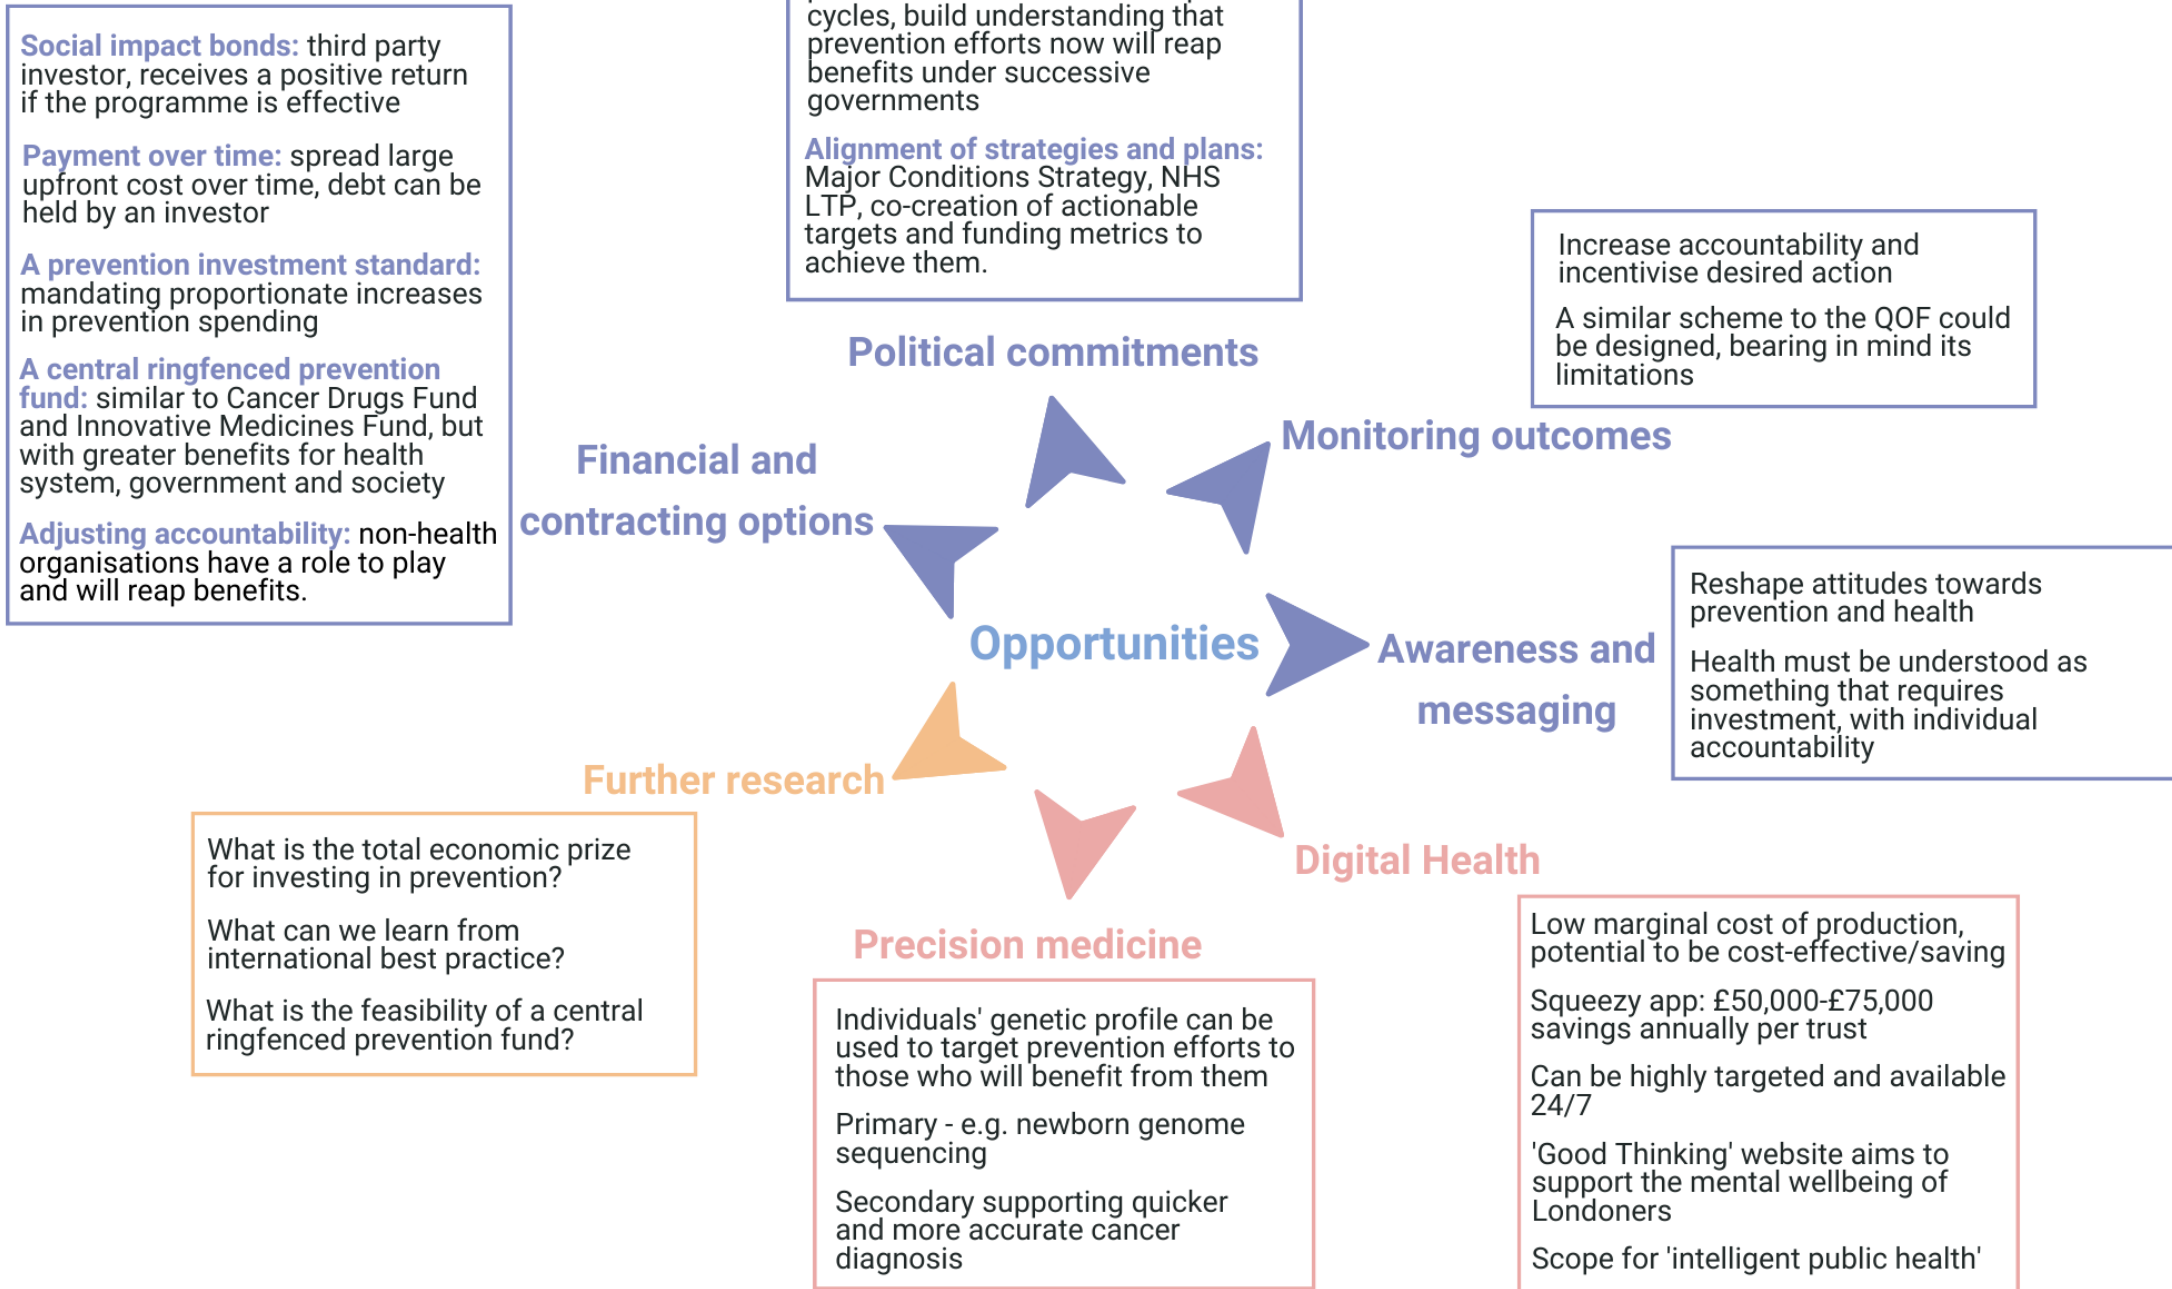 Social impact bonds: third party
investor, receives a positive return
if the programme is effective
Payment over time: spread large
upfront cost over time, debt can be
held by an investor
A prevention investment standard:
mandating proportionate increases
in prevention spending
A central ringfenced prevention
fund: similar to Cancer Drugs Fund
and Innovative Medicines Fund, but
with greater benefits for health
system, government and society
Adjusting accountability: non-health
organisations have a role to play
and will reap benefits.
cycles, build understanding that
prevention efforts now will reap
benefits under successive
governments
Alignment of strategies and plans:
Major Conditions Strategy, NHS
LTP, co-creation of actionable
targets and funding metrics to
achieve them.
Political commitments
Increase accountability and
incentivise desired action
A similar scheme to the QOF could
be designed, bearing in mind its
limitations
Monitoring outcomes
Financial and
contracting options
Opportunities
Awareness and
messaging
Reshape attitudes towards
prevention and health
Health must be understood as
something that requires
investment, with individual
accountability
Further research
What is the total economic prize
for investing in prevention?
What can we learn from
international best practice?
What is the feasibility of a central
ringfenced prevention fund?
Precision medicine
Individuals' genetic profile can be
used to target prevention efforts to
those who will benefit from them
Primary - e.g. newborn genome
sequencing
Secondary supporting quicker
and more accurate cancer
diagnosis
Digital Health
Low marginal cost of production,
potential to be cost-effective/saving
Squeezy app: £50,000-£75,000
savings annually per trust
Can be highly targeted and available
24/7
'Good Thinking' website aims to
support the mental wellbeing of
Londoners
Scope for 'intelligent public health'